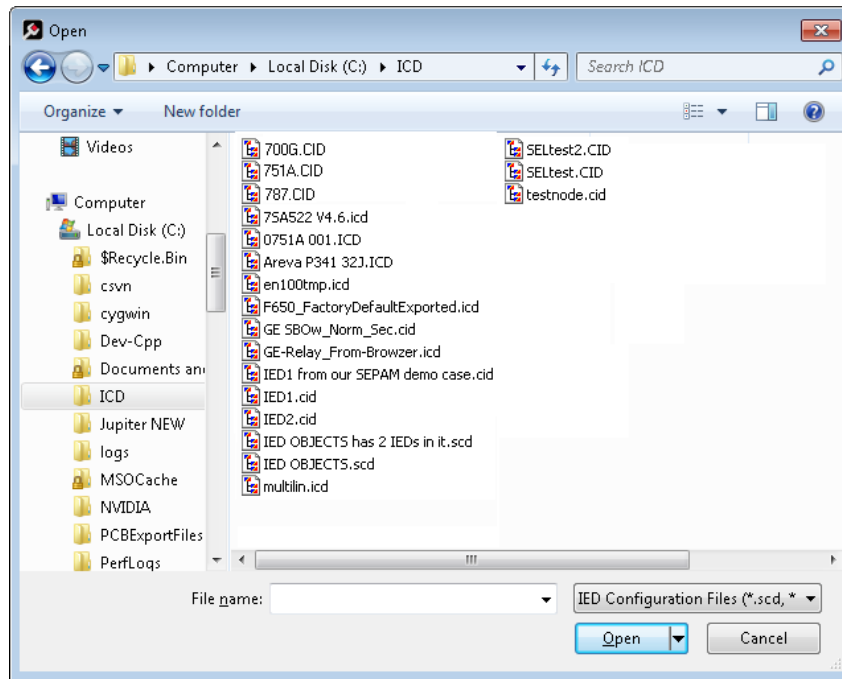 Open
Computer Local Disk (C:) ICD
Search ICD
Organize New folder
Videos
Computer
Local Disk (C:)
$Recycle.Bin
csvn
cygwin
Dev-Cpp
Documents an
ICD
Jupiter NEW
logs
MSOCache
NVIDIA
PCBExportFiles
PerfLogs
700G.CID
751A.CID
787.CID
7SA522 V4.6.icd
0751A 001.ICD
Areva P341 32J.ICD
en100tmp.icd
F650_FactoryDefaultExported.icd
GE SBOw_Norm_Sec.cid
GE-Relay_From-Browzer.icd
IED1 from our SEPAM demo case.cid
IED1.cid
IED2.cid
IED OBJECTS has 2 IEDs in it.scd
IED OBJECTS.scd
multilin.icd
SELtest2.CID
SELtest.CID
testnode.cid
File name:
IED Configuration Files (*.scd, *
Open
Cancel